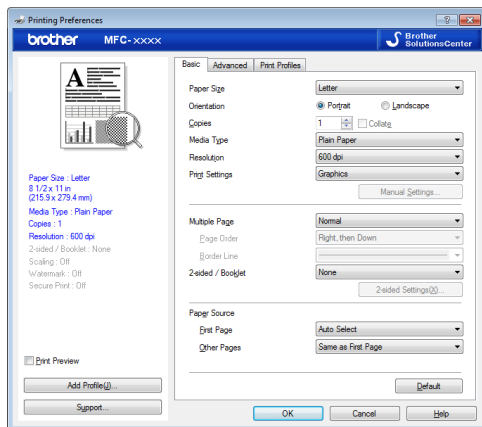 Printing Preferences
brother MFC-xxxx Brother
SolutionsCenter
Basic Advanced Print Profiles
A
Paper Size : Letter
8 1/2 x 11 in
(215.9 x 279.4 mm)
Media Type : Plain Paper
Copies : 1
Resolution : 600 dpi
2-sided / Booklet : None
Scaling : Off
Watermark : Off
Secure Print : Off
Print Preview
Add Profile(J)...
Support...
Paper Size Letter
Orientation Portrait Landscape
Copies 1 Collate
Media Type Plain Paper
Resolution 600 dpi
Print Settings Graphics
Manual Settings...
Multiple Page Normal
Page Order Right, then Down
Border Line
2-sided / Booklet None
2-sided Settings(X)...
Paper Source
First Page Auto Select
Other Pages Same as First Page
Default
OK Cancel Help